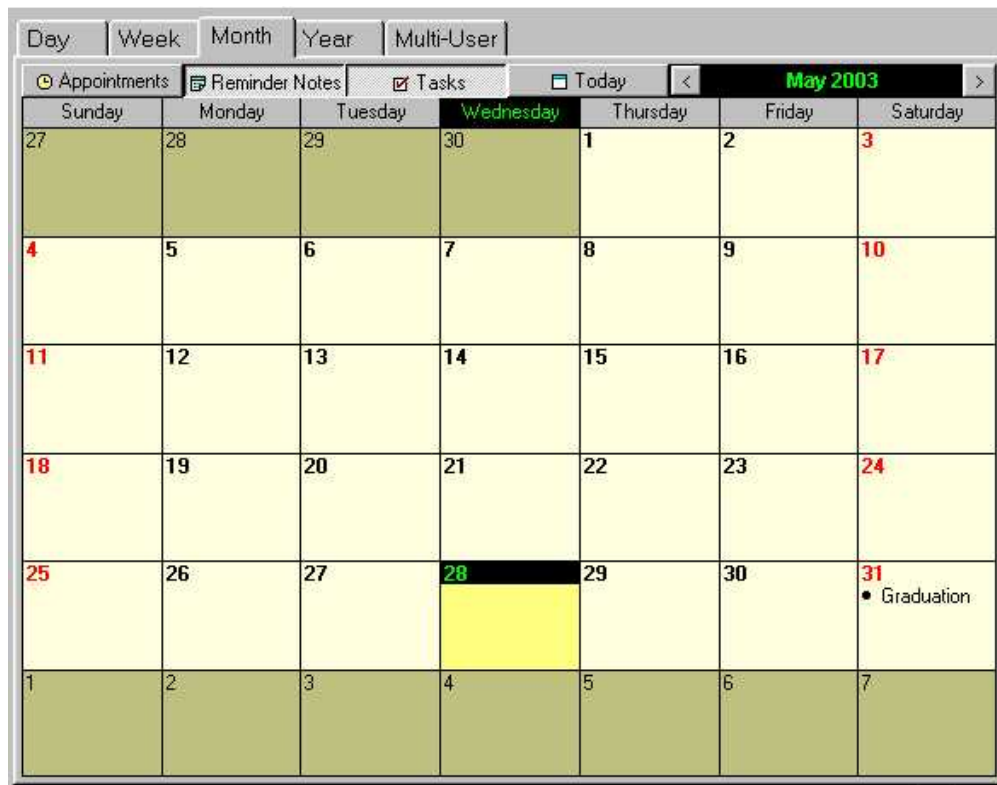 Day Week Month Year Multi-User
Appointments Reminder Notes Tasks Today < May 2003 >
Sunday Monday Tuesday Wednesday Thursday Friday Saturday
27 28 29 30 1 2 3
4 5 6 7 8 9 10
11 12 13 14 15 16 17
18 19 20 21 22 23 24
25 26 27 28 29 30 31
• Graduation
1 2 3 4 5 6 7